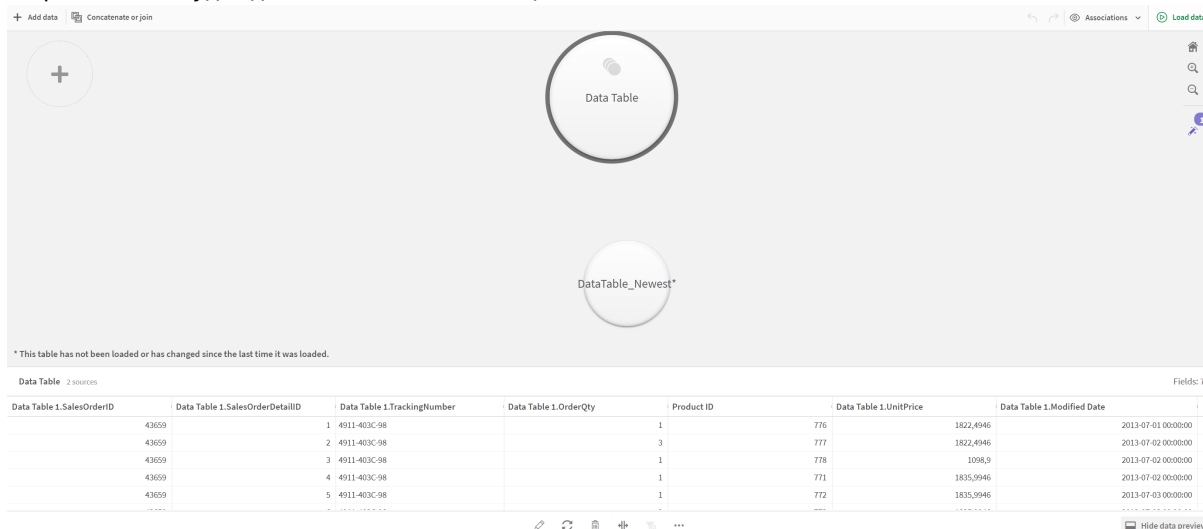 Add data Concatenate or join Associations Load data
Data Table
DataTable_Newest*
* This table has not been loaded or has changed since the last time it was loaded.
Data Table 2 sources Fields:
Data Table 1.SalesOrderID Data Table 1.SalesOrderDetailID Data Table 1.TrackingNumber Data Table 1.OrderQty Product ID Data Table 1.UnitPrice Data Table 1.Modified Date
43659 1 4911-403C-98 1 776 1822,4946 2013-07-01 00:00:00
43659 2 4911-403C-98 3 777 1822,4946 2013-07-02 00:00:00
43659 3 4911-403C-98 1 778 1098,9 2013-07-02 00:00:00
43659 4 4911-403C-98 1 771 1835,9946 2013-07-02 00:00:00
43659 5 4911-403C-98 1 772 1835,9946 2013-07-03 00:00:00
Hide data preview